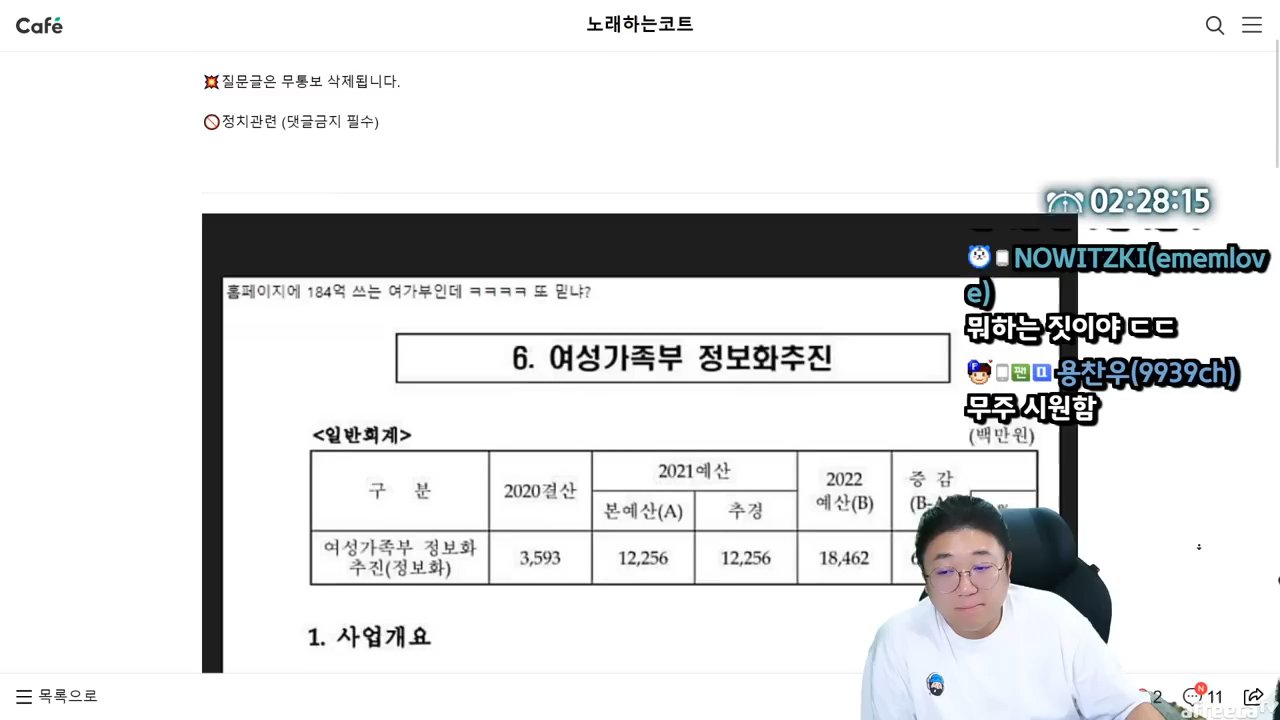 Café
노래하는코트
💥질문글은 무통보 삭제됩니다.
🚫정치관련 (댓글금지 필수)
02:28:15
NOWITZKI(ememlov
e)
뭐하는 짓이야 ㄷㄷ
용찬우(9939ch)
무주 시원함
홈페이지에 184억 쓰는 여가부인데 ㅋㅋㅋㅋ 또 믿냐?
6. 여성가족부 정보화추진
<일반회계>
(백만원)
구 분
2020결산
2021예산
본예산(A)
추경
2022
예산(B)
증 감
(B-A
여성가족부 정보화
추진(정보화)
3,593
12,256
12,256
18,462
1. 사업개요
목록으로
2
N
11
afreeca